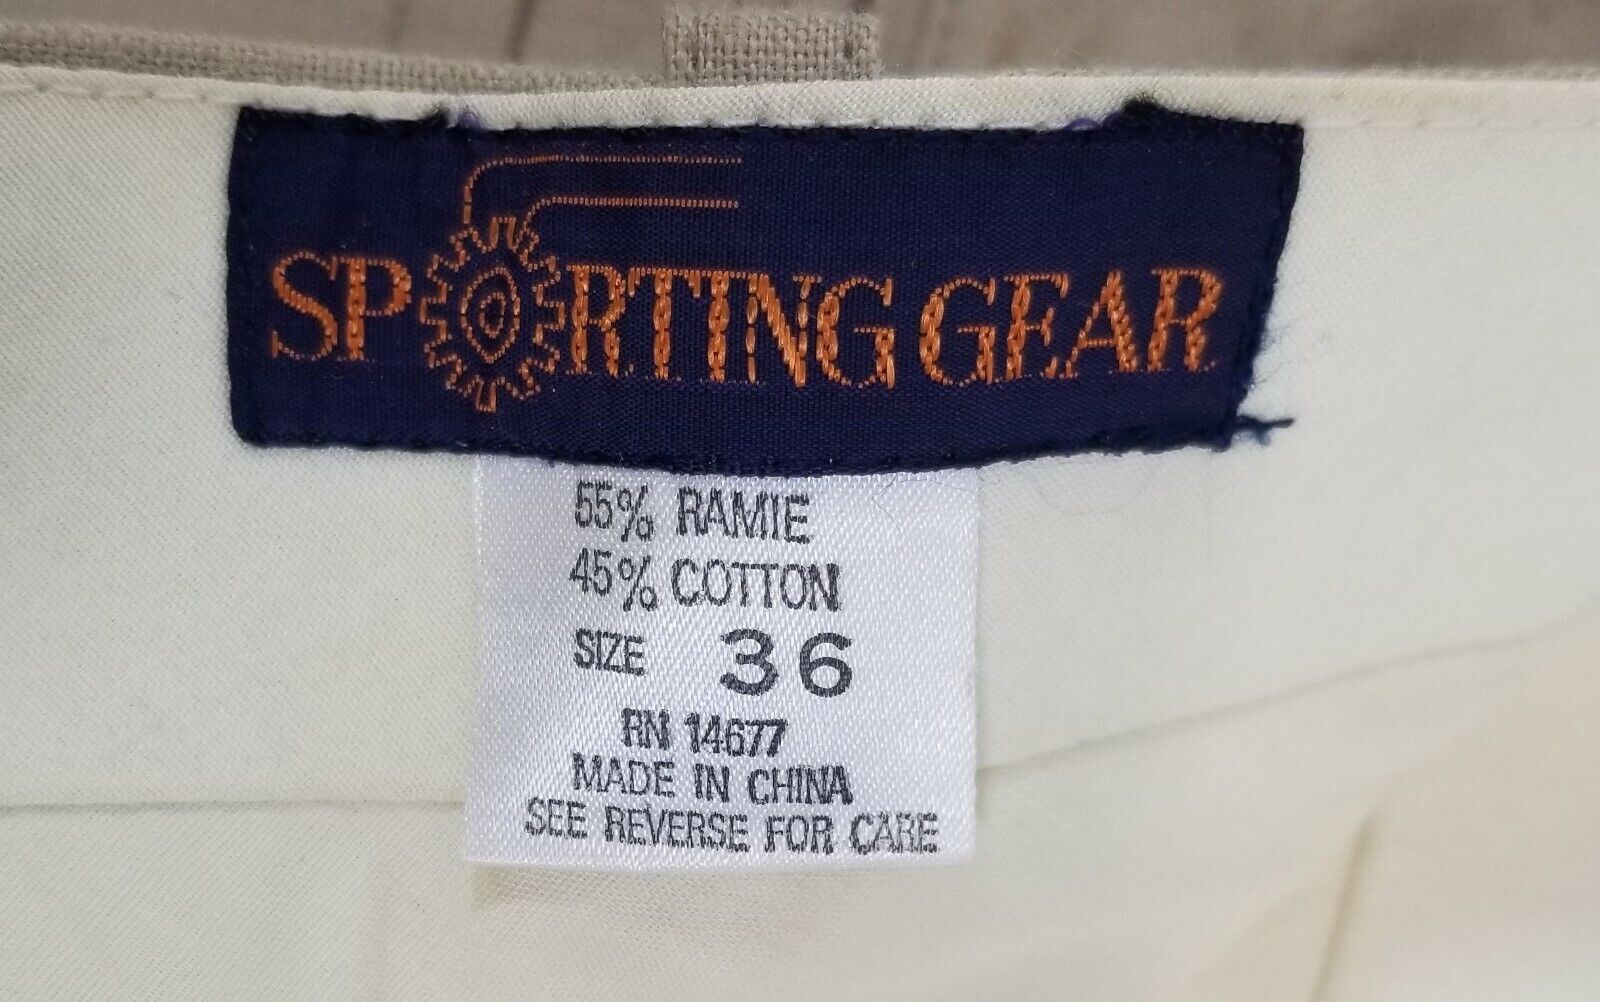 SPORTING GEAR
55% RAMIE
45% COTTON
SIZE 36
RN 14677
MADE IN CHINA
SEE REVERSE FOR CARE